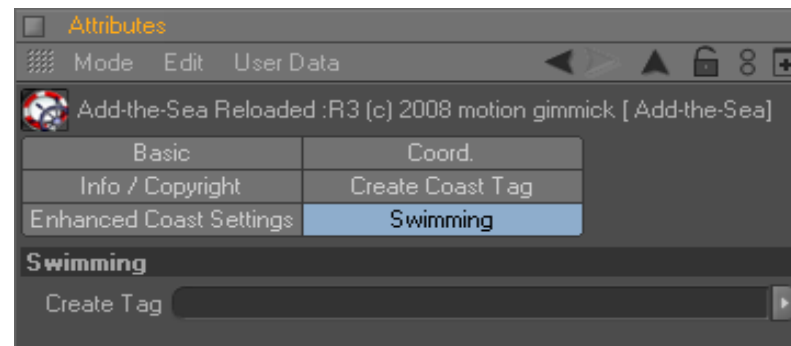 Attributes
Mode Edit User Data
Add-the-Sea Reloaded :R3 (c) 2008 motion gimmick [ Add-the-Sea]
Basic Coord.
Info / Copyright Create Coast Tag
Enhanced Coast Settings Swimming
Swimming
Create Tag